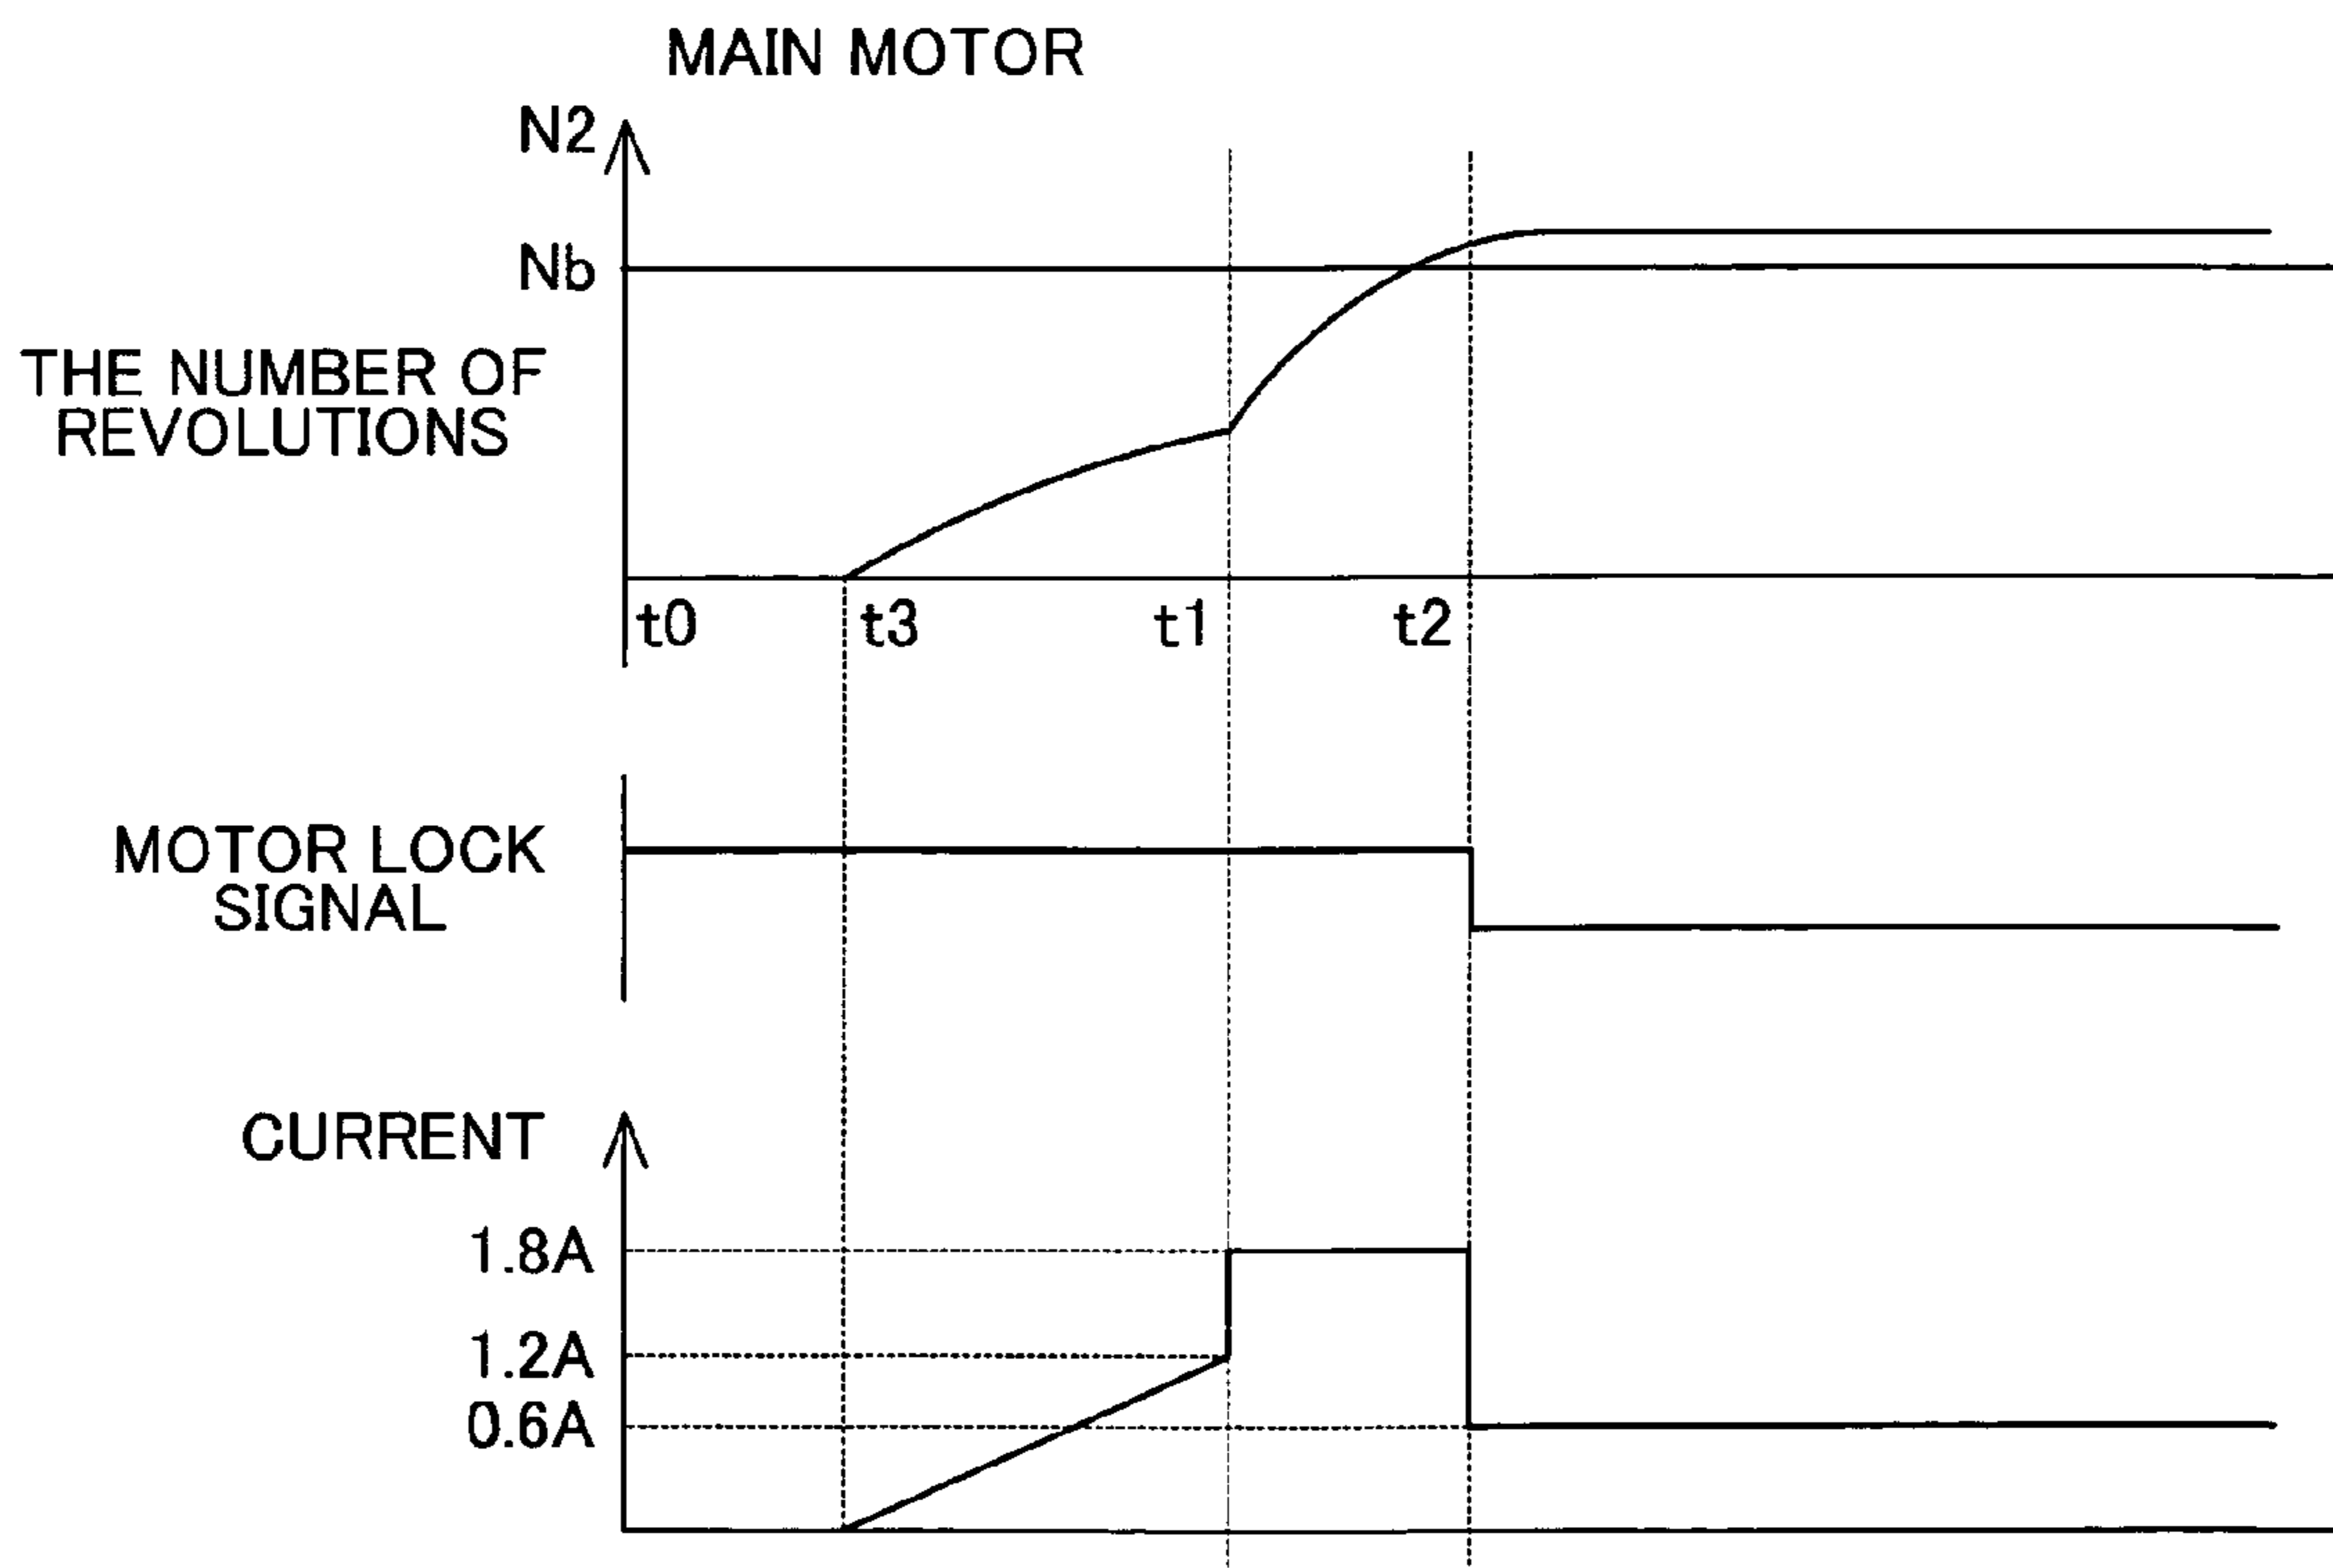 MAIN MOTOR
N2
Nb
THE NUMBER OF
REVOLUTIONS
t0
t3
t1
t2
MOTOR LOCK
SIGNAL
CURRENT
1.8A
1.2A
0.6A